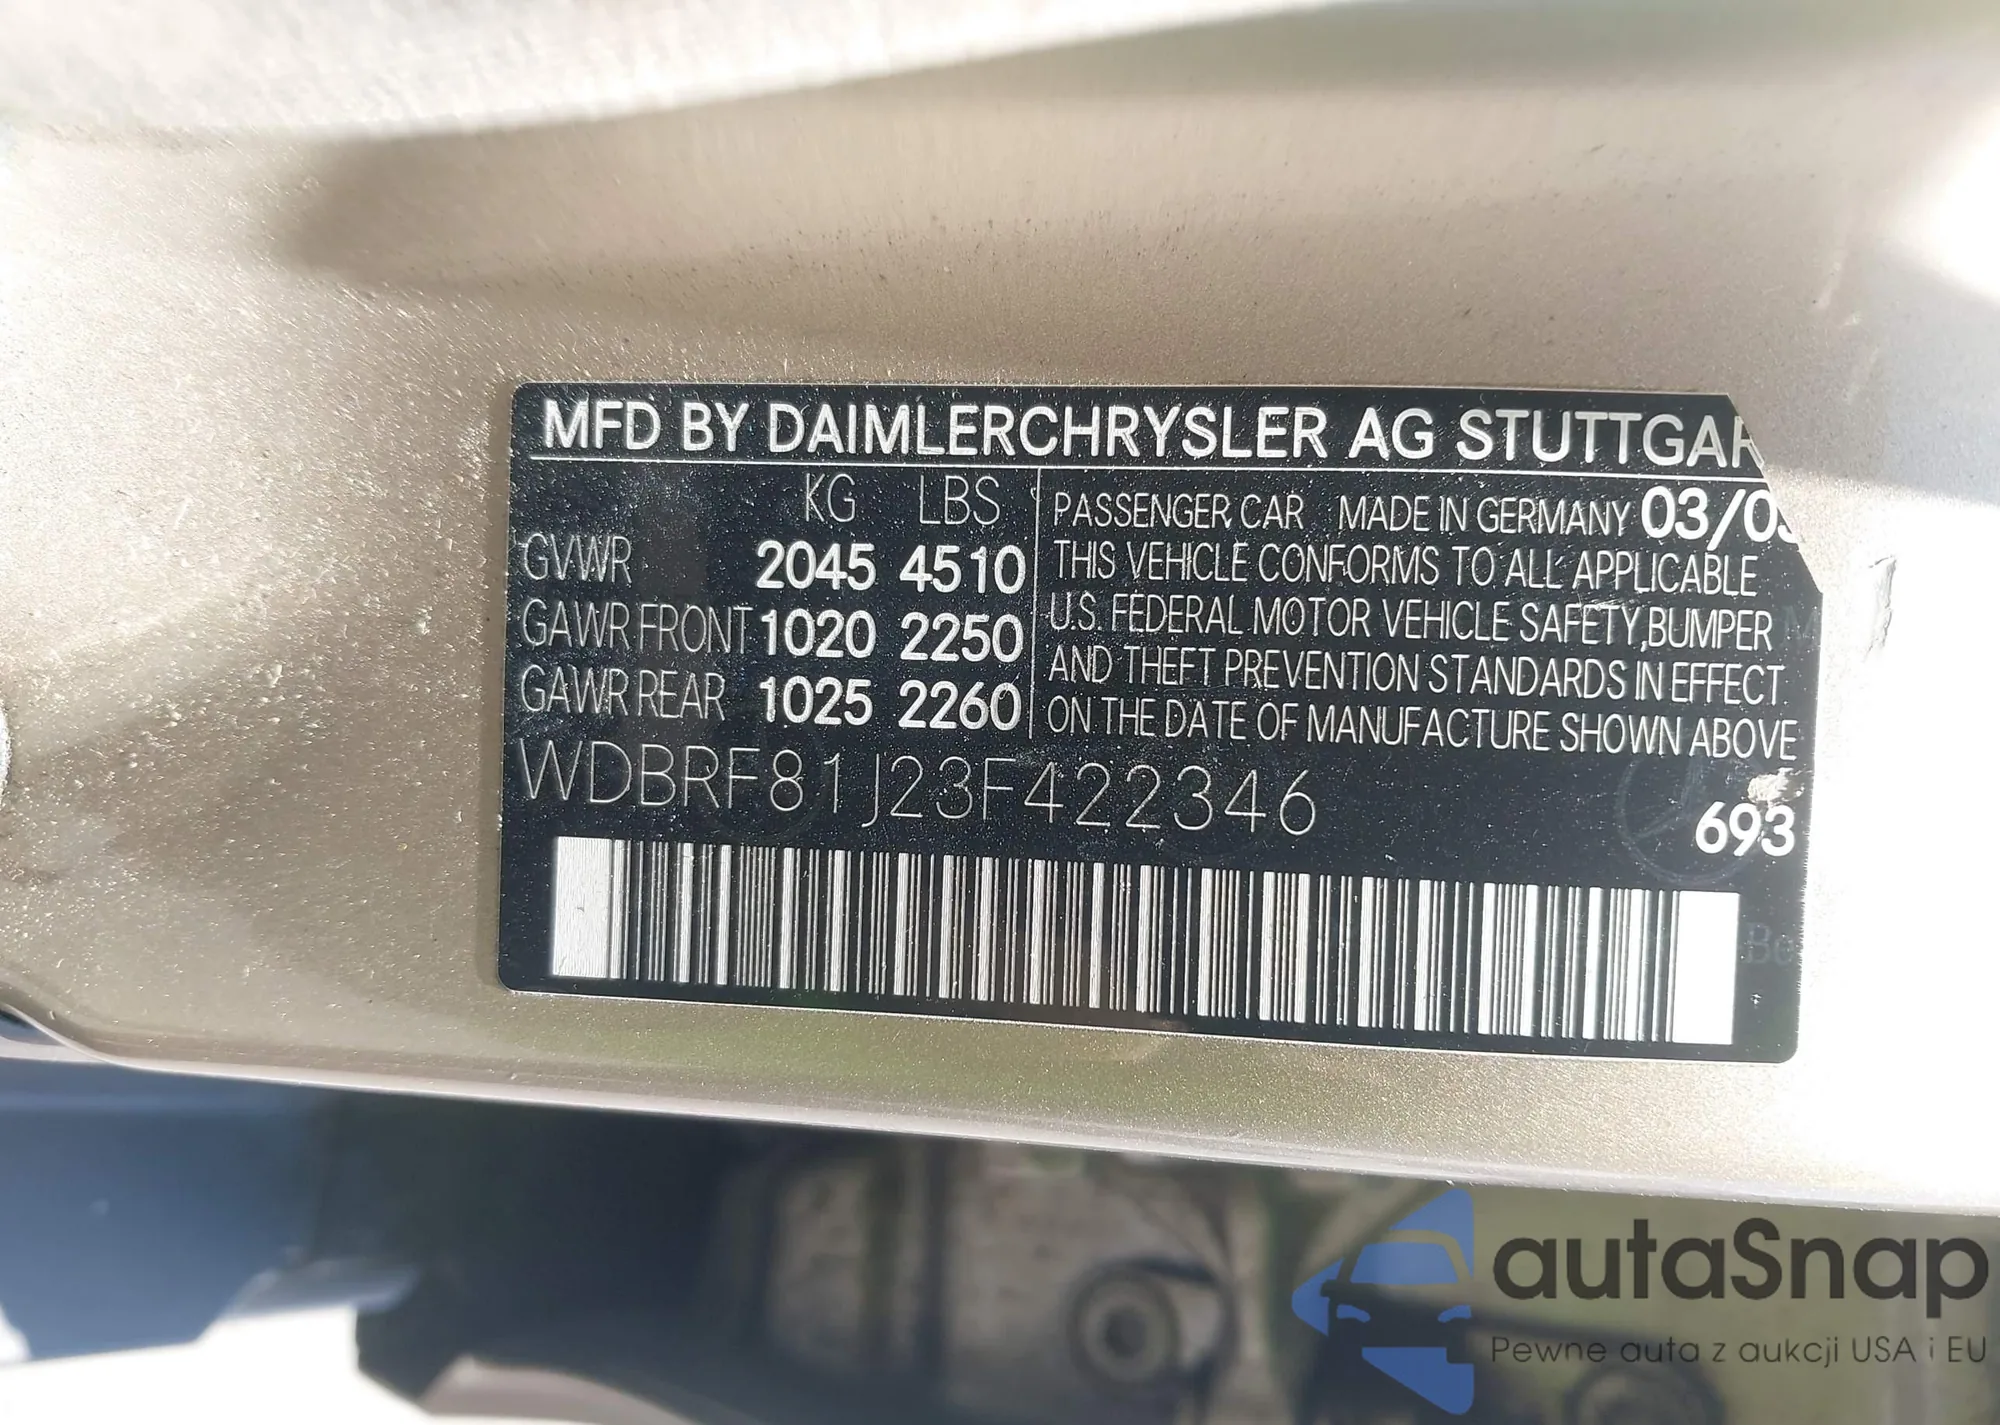 MFD BY DAIMLERCHRYSLER AG STUTTGAR
KG LBS
GVWR 2045 4510
GAWR FRONT 1020 2250
GAWR REAR 1025 2260
PASSENGER CAR MADE IN GERMANY 03/03
THIS VEHICLE CONFORMS TO ALL APPLICABLE
U.S. FEDERAL MOTOR VEHICLE SAFETY, BUMPER
AND THEFT PREVENTION STANDARDS IN EFFECT
ON THE DATE OF MANUFACTURE SHOWN ABOVE
WDBRF81J23F422346
693
autaSnap
Pewne auta z aukcji USA i EU